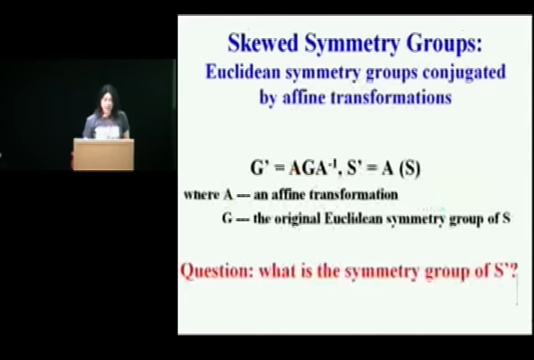 Skewed Symmetry Groups:
Euclidean symmetry groups conjugated
by affine transformations
G' = AGA⁻¹, S' = A (S)
where A --- an affine transformation
G --- the original Euclidean symmetry group of S
Question: what is the symmetry group of S'?